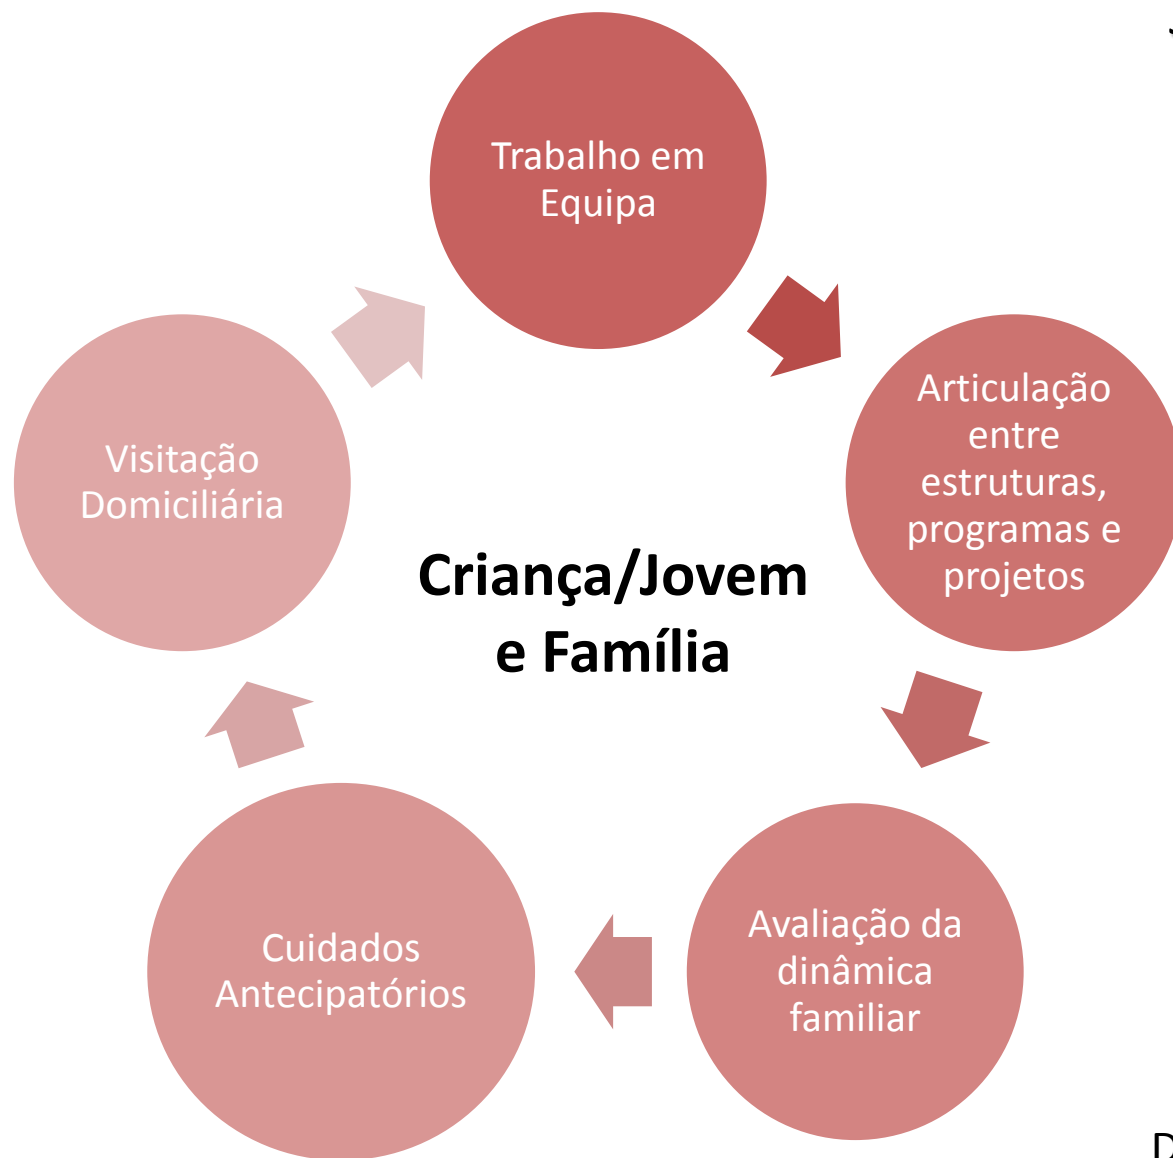 Trabalho em
Equipa
Articulação
entre
estruturas,
programas e
projetos
Avaliação da
dinâmica
familiar
Cuidados
Antecipatórios
Visitação
Domiciliária
Criança/Jovem
e Família
D